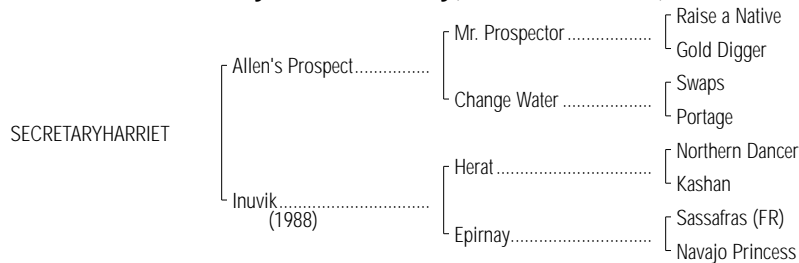 Raise a Native
Mr. Prospector ..................
Gold Digger
Allen's Prospect................
Swaps
Change Water ...................
Portage
SECRETARYHARRIET
Northern Dancer
Herat .................................
Kashan
Inuvik................................
(1988)
Sassafras (FR)
Epirnay..............................
Navajo Princess